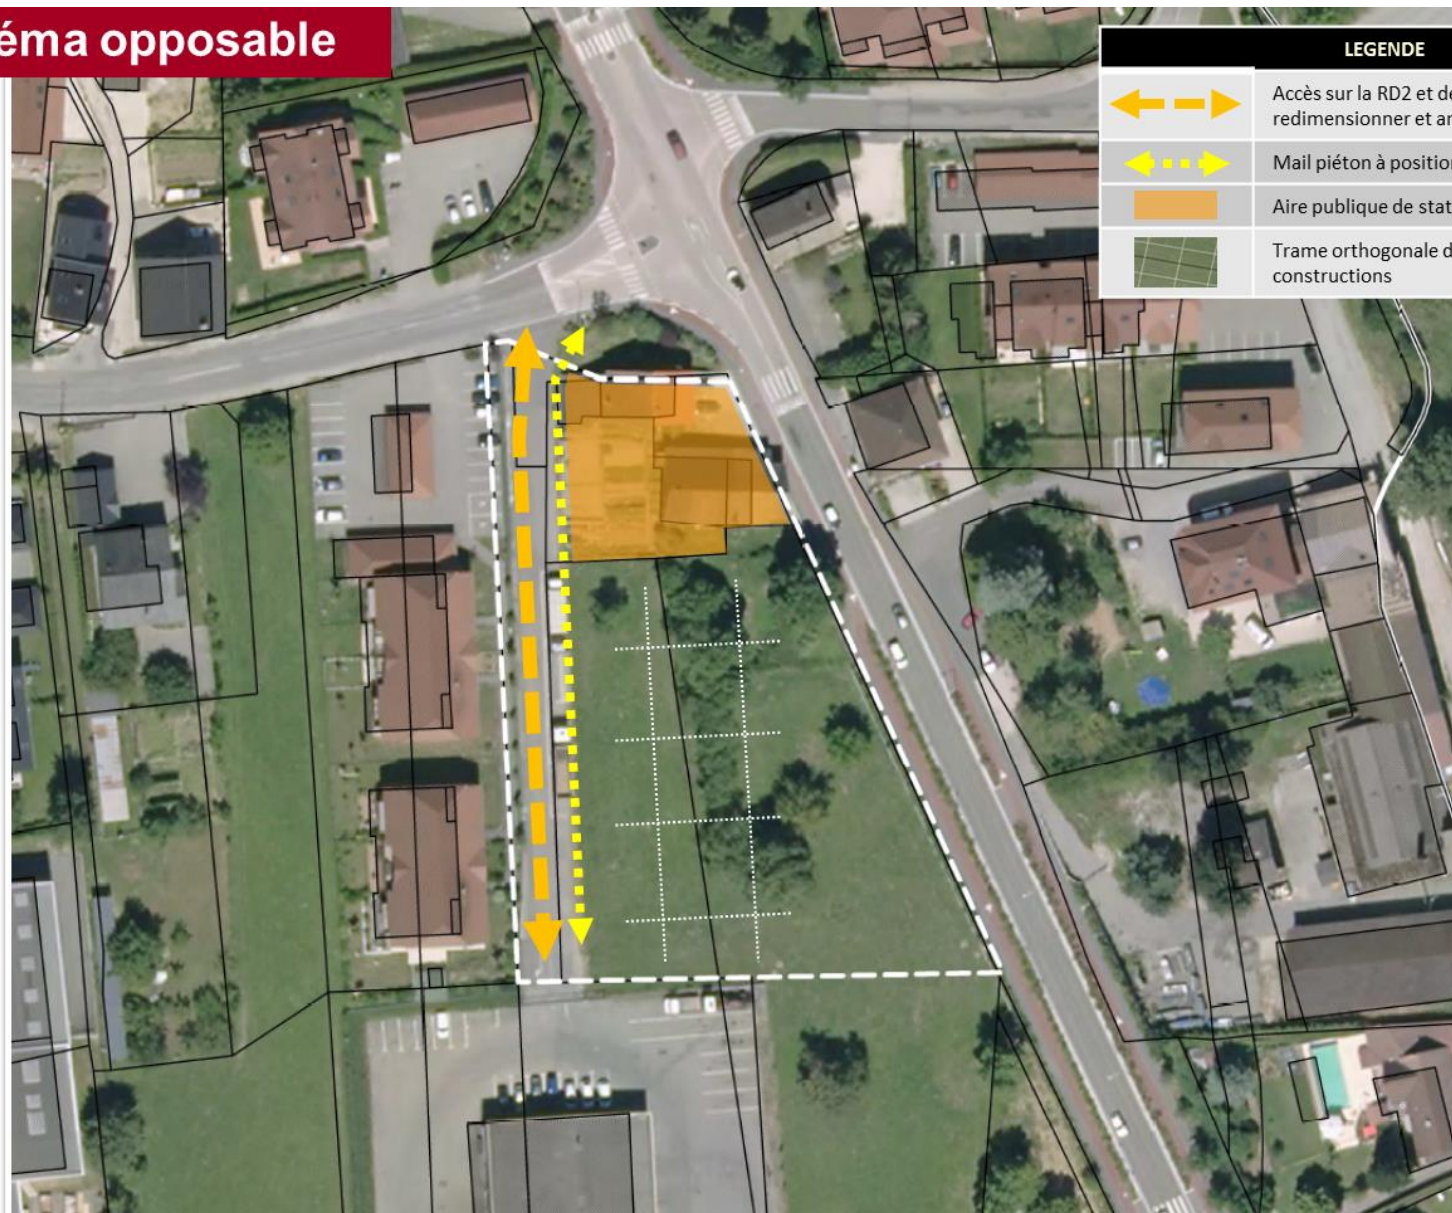 éma opposable
LEGENDE
Accès sur la RD2 et de
redimensionner et a
Mail piéton à position
Aire publique de stat
Trame orthogonale d
constructions